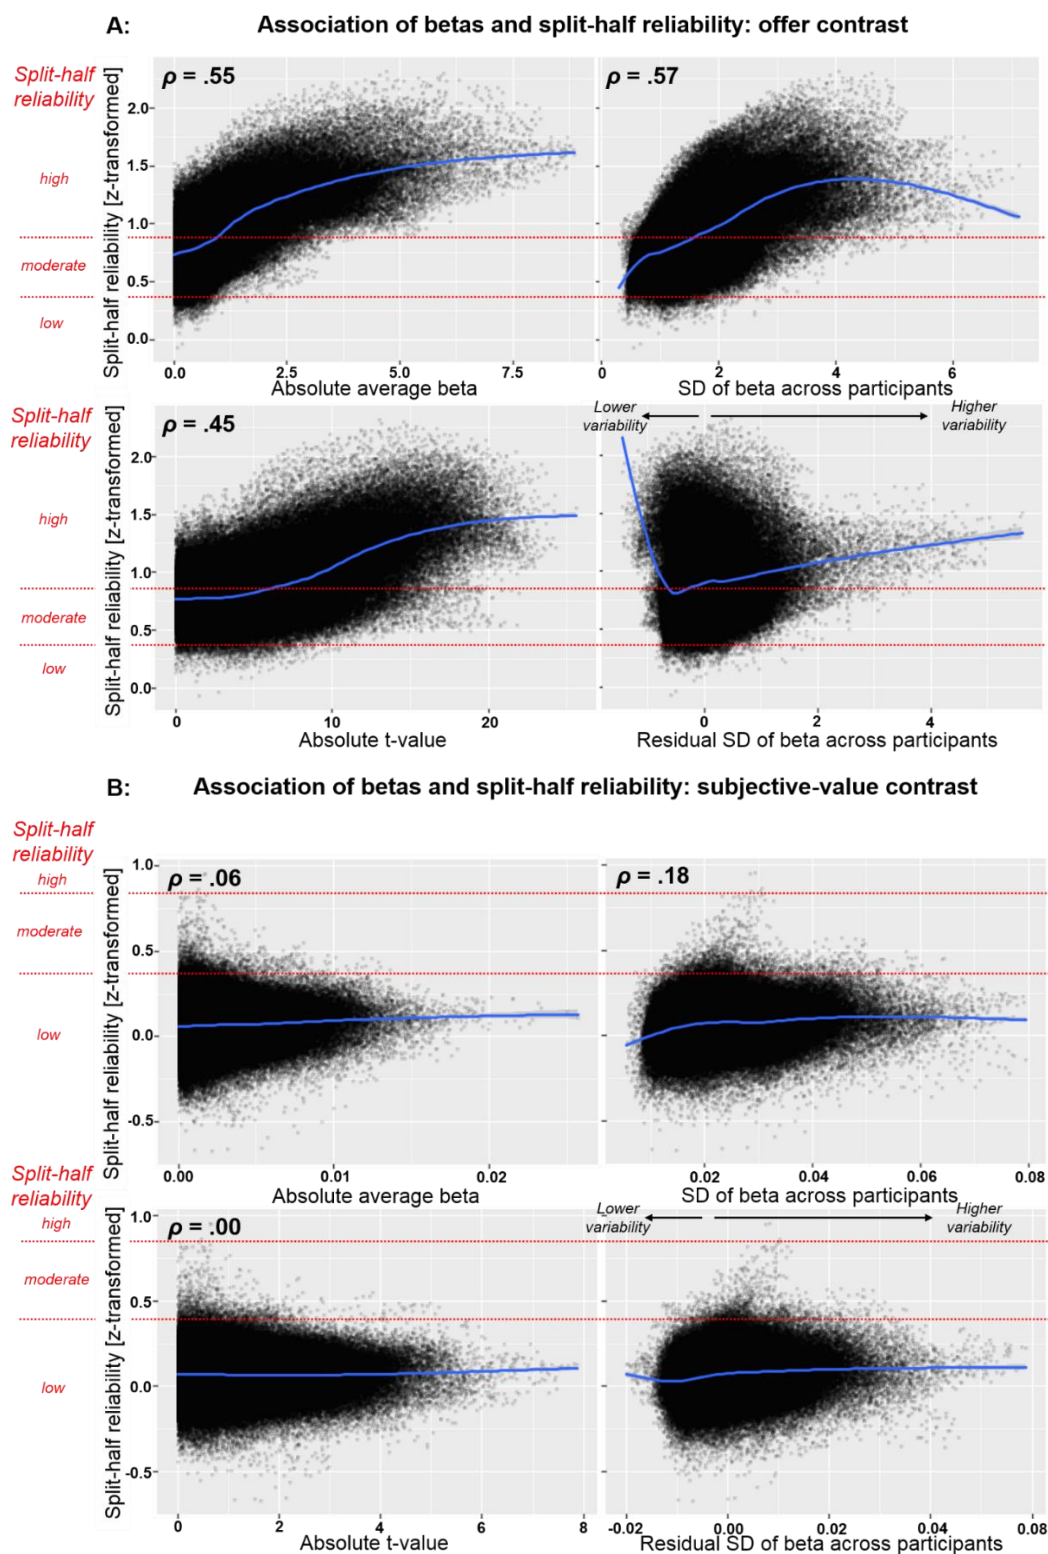 A: Association of betas and split-half reliability: offer contrast
Split-half
reliability
high
moderate
low
Split-half reliability [z-transformed]
2.0
1.5
1.0
0.5
0.0
ρ = .55
0.0 2.5 5.0 7.5
Absolute average beta
ρ = .57
0 2 4 6
SD of beta across participants
Split-half
reliability
high
moderate
low
Split-half reliability [z-transformed]
2.0
1.5
1.0
0.5
0.0
ρ = .45
0 10 20
Absolute t-value
Lower
variability
Higher
variability
0 2 4
Residual SD of beta across participants
B: Association of betas and split-half reliability: subjective-value contrast
Split-half
reliability
high
moderate
low
Split-half reliability [z-transformed]
1.0
0.5
0.0
-0.5
ρ = .06
0.00 0.01 0.02
Absolute average beta
ρ = .18
0.02 0.04 0.06 0.08
SD of beta across participants
Split-half
reliability
high
moderate
low
Split-half reliability [z-transformed]
1.0
0.5
0.0
-0.5
ρ = .00
0 2 4 6 8
Absolute t-value
Lower
variability
Higher
variability
-0.02 0.00 0.02 0.04 0.06 0.08
Residual SD of beta across participants